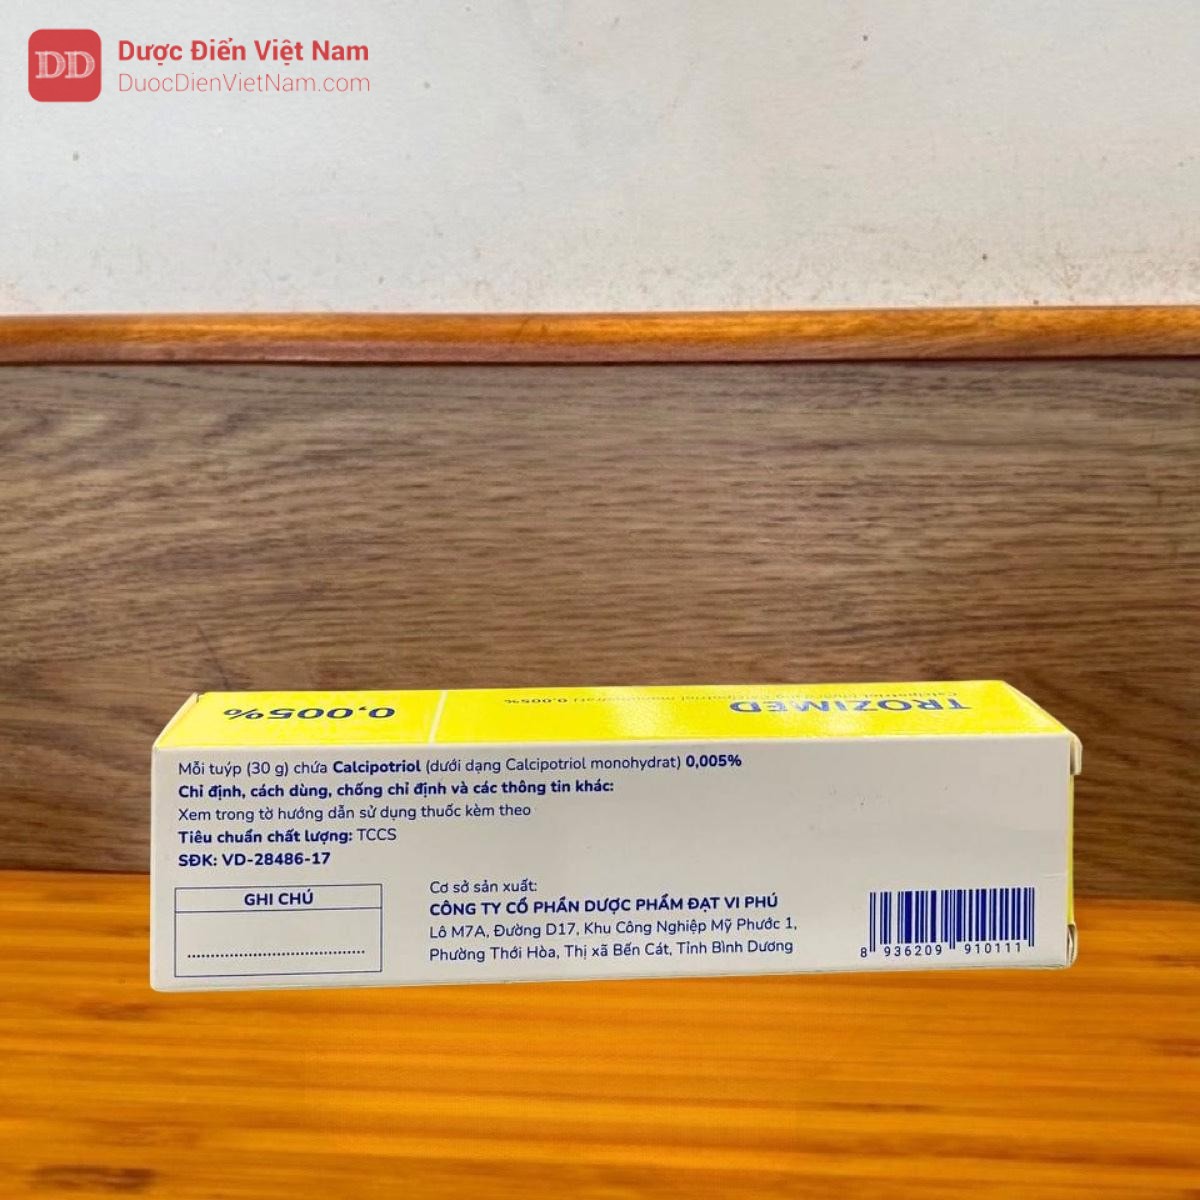 DD
Dược Điển Việt Nam
DuocDienVietNam.com
TROZIMED
0,005%
Mỗi tuýp (30 g) chứa Calcipotriol (dưới dạng Calcipotriol monohydrat) 0,005%
Chỉ định, cách dùng, chống chỉ định và các thông tin khác:
Xem trong tờ hướng dẫn sử dụng thuốc kèm theo
Tiêu chuẩn chất lượng: TCCS
SĐK: VD-28486-17
GHI CHÚ
Cơ sở sản xuất:
CÔNG TY CỔ PHẦN DƯỢC PHẨM ĐẠT VI PHÚ
Lô M7A, Đường D17, Khu Công Nghiệp Mỹ Phước 1,
Phường Thới Hòa, Thị xã Bến Cát, Tỉnh Bình Dương
8 936209 910111